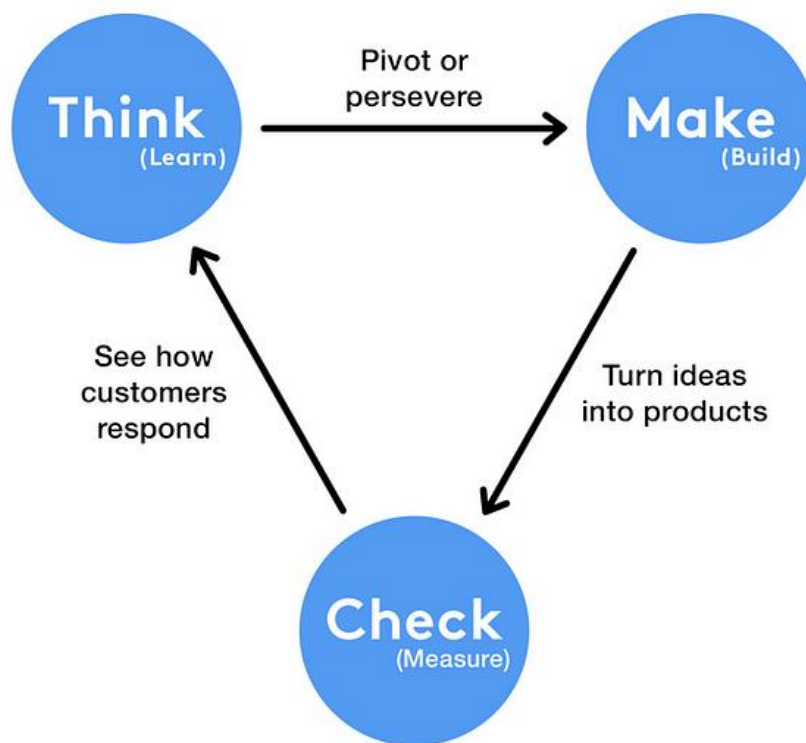 Think
(Learn)
Pivot or
persevere
Make
(Build)
Turn ideas
into products
Check
(Measure)
See how
customers
respond